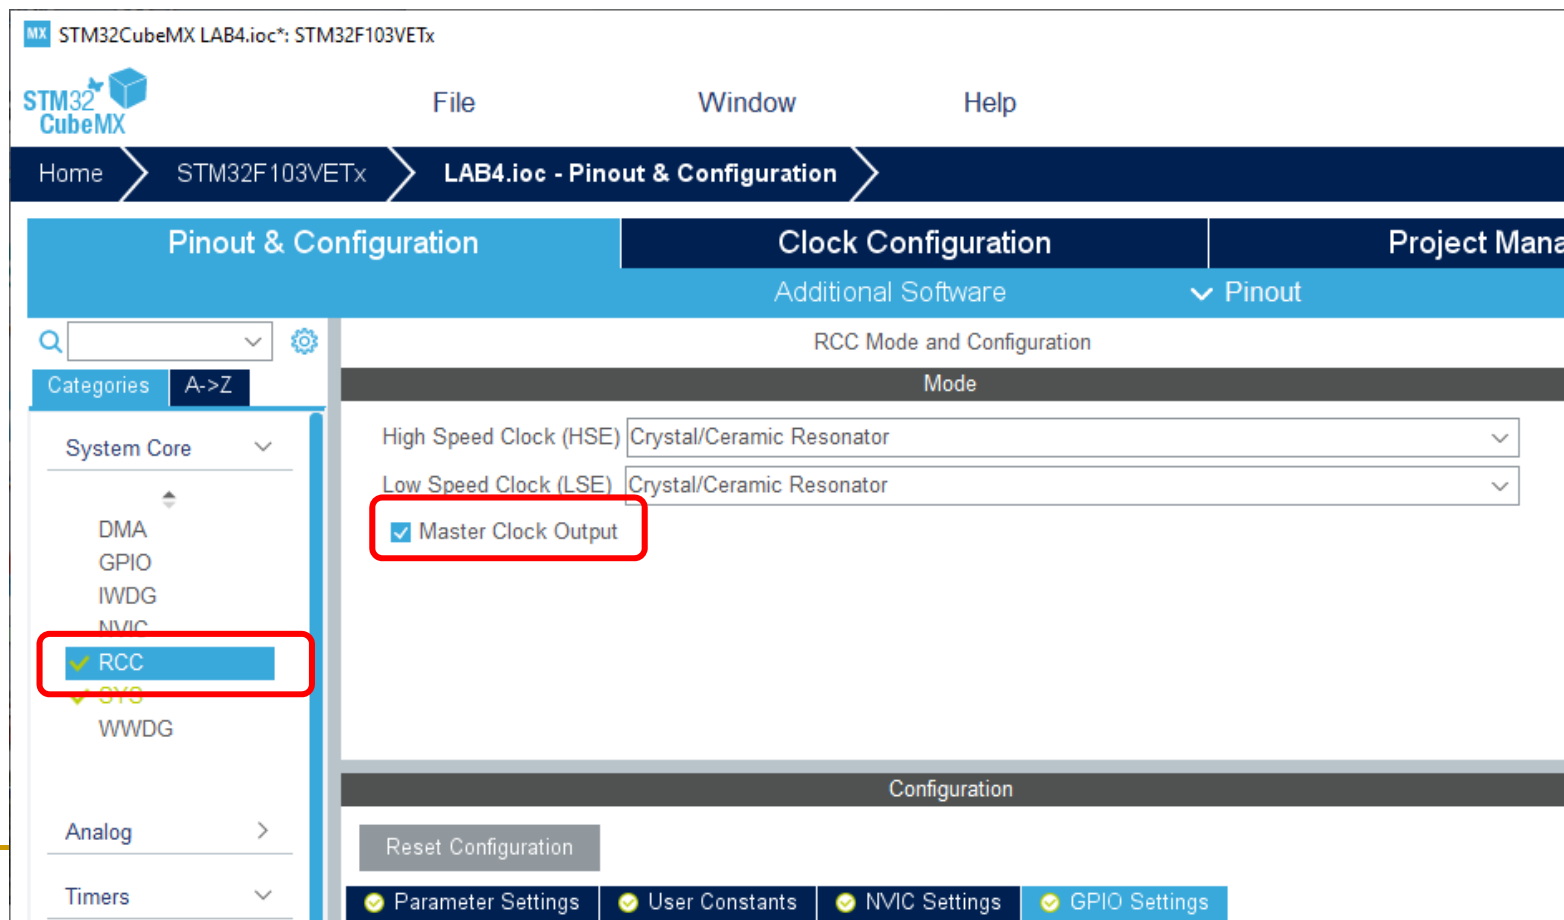 MX STM32CubeMX LAB4.ioc*: STM32F103VETx
STM32
CubeMX
File Window Help
Home STM32F103VETx LAB4.ioc - Pinout & Configuration
Pinout & Configuration Clock Configuration Project Mana
Additional Software Pinout
RCC Mode and Configuration
Categories A->Z
Mode
System Core
High Speed Clock (HSE) Crystal/Ceramic Resonator
Low Speed Clock (LSE) Crystal/Ceramic Resonator
Master Clock Output
DMA
GPIO
IWDG
NVIC
RCC
SYS
WWDG
Configuration
Analog
Reset Configuration
Timers
Parameter Settings User Constants NVIC Settings GPIO Settings